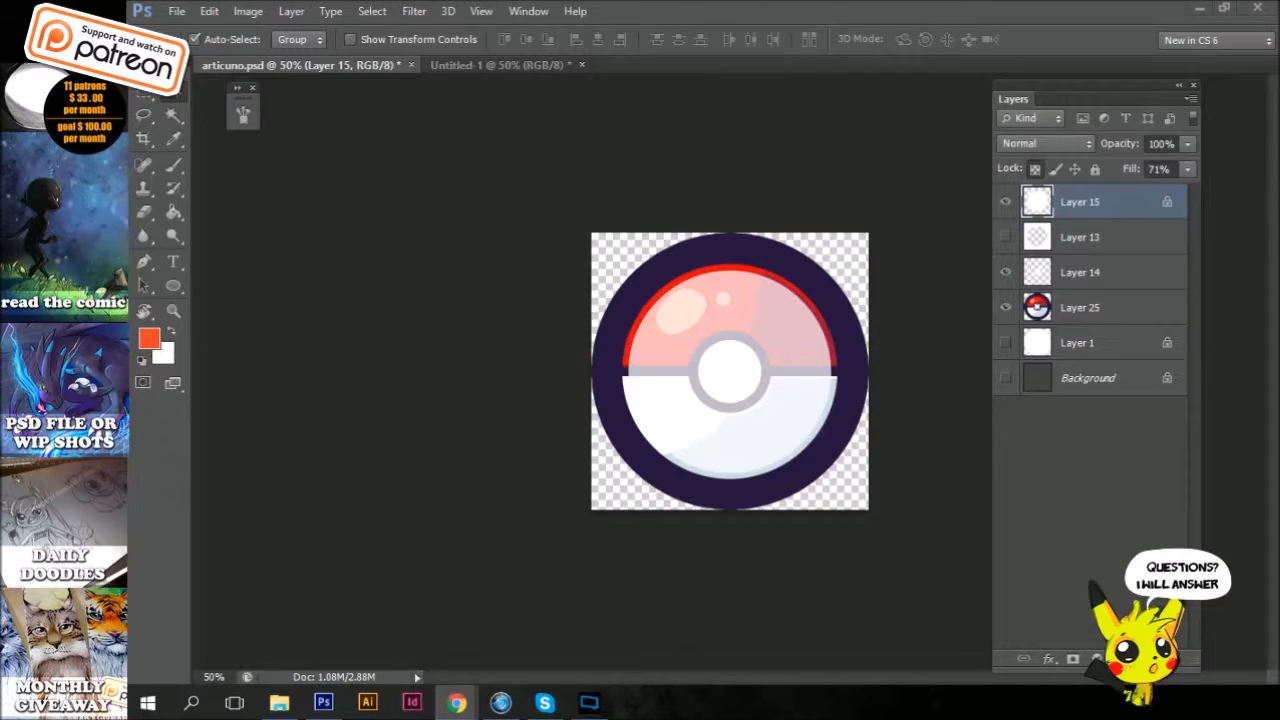 Ps File Edit Image Layer Type Select Filter 3D View Window Help
Support and watch on
patreon
Auto-Select: Group Show Transform Controls 3D Mode: New in CS 6
articuno.psd @ 50% (Layer 15, RGB/8) * × Untitled-1 @ 50% (RGB/8) * ×
11 patrons
$ 33 .00
per month
goal $ 100.00
per month
read the comic
PSD FILE OR
WIP SHOTS
DAILY
DOODLES
MONTHLY
GIVEAWAY
Layers
Kind
Normal Opacity: 100%
Lock: Fill: 71%
Layer 15
Layer 13
Layer 14
Layer 25
Layer 1
Background
QUESTIONS?
I WILL ANSWER
fx
50% Doc: 1.08M/2.88M
Ps Ai Id